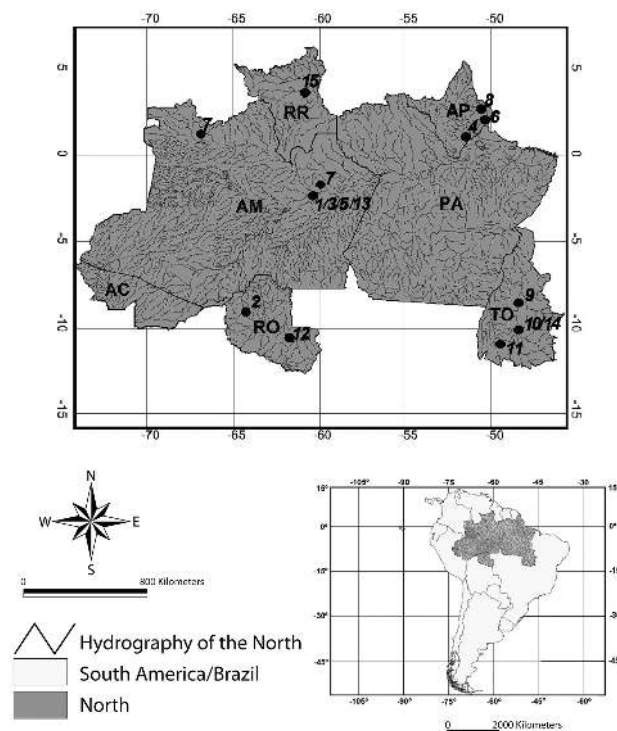 -70 -65 -60 -55 -50
5 5
0 0
-5 -5
-10 -10
-15 -15
15
RR
8
AP
6
4
7
7
AM
1/3/5/13
PA
AC
2
RO
12
9
TO
10/14
11
-70 -65 -60 -55 -50
N
W E
S
0 800 Kilometers
Hydrography of the North
South America/Brazil
North
-105° -90° -75° -60° -45° -30
15° 15°
0° 0°
-15° -15
-30° -30
-45° -45
-105° -90° -75° -60° -45° -60°
0 2000 Kilometers